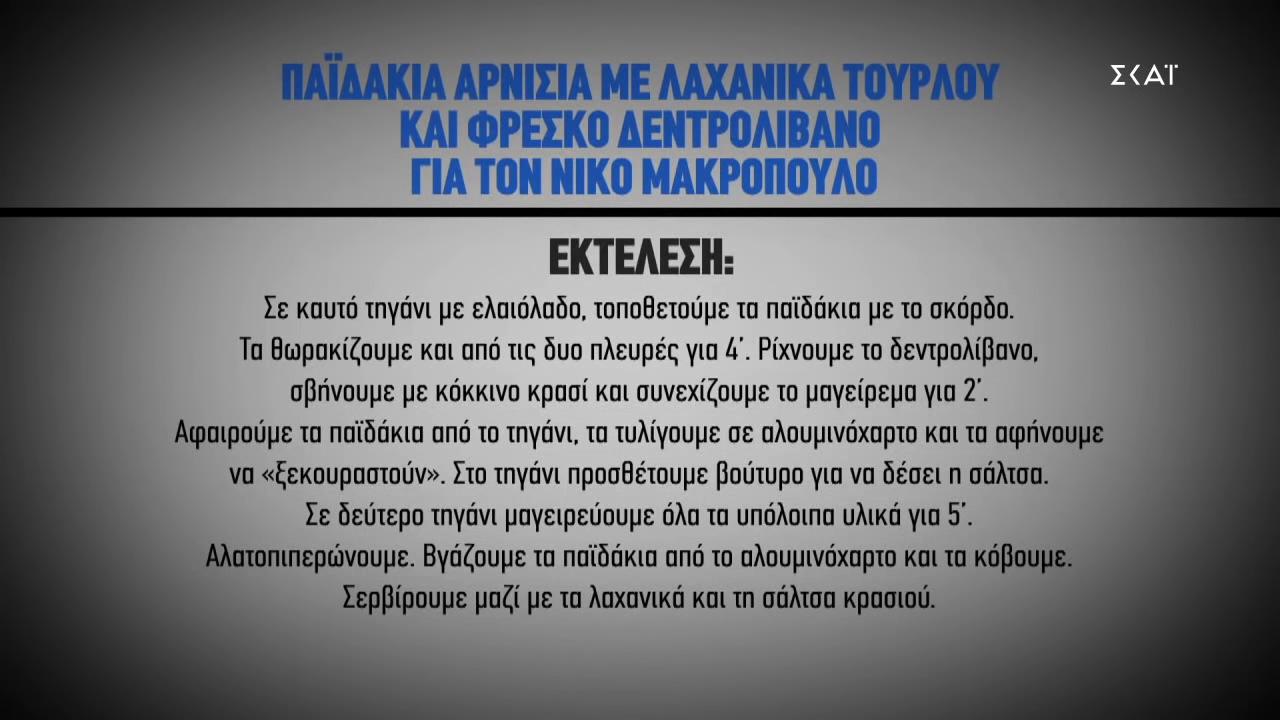 ΠΑΪΔΑΚΙΑ ΑΡΝΙΣΙΑ ΜΕ ΛΑΧΑΝΙΚΑ ΤΟΥΡΛΟΥ
ΚΑΙ ΦΡΕΣΚΟ ΔΕΝΤΡΟΛΙΒΑΝΟ
ΓΙΑ ΤΟΝ ΝΙΚΟ ΜΑΚΡΟΠΟΥΛΟ
ΣΚΑΪ
ΕΚΤΕΛΕΣΗ:
Σε καυτό τηγάνι με ελαιόλαδο, τοποθετούμε τα παϊδάκια με το σκόρδο.
Τα θωρακίζουμε και από τις δυο πλευρές για 4'. Ρίχνουμε το δεντρολίβανο,
σβήνουμε με κόκκινο κρασί και συνεχίζουμε το μαγείρεμα για 2'.
Αφαιρούμε τα παϊδάκια από το τηγάνι, τα τυλίγουμε σε αλουμινόχαρτο και τα αφήνουμε
να «ξεκουραστούν». Στο τηγάνι προσθέτουμε βούτυρο για να δέσει η σάλτσα.
Σε δεύτερο τηγάνι μαγειρεύουμε όλα τα υπόλοιπα υλικά για 5'.
Αλατοπιπερώνουμε. Βγάζουμε τα παϊδάκια από το αλουμινόχαρτο και τα κόβουμε.
Σερβίρουμε μαζί με τα λαχανικά και τη σάλτσα κρασιού.